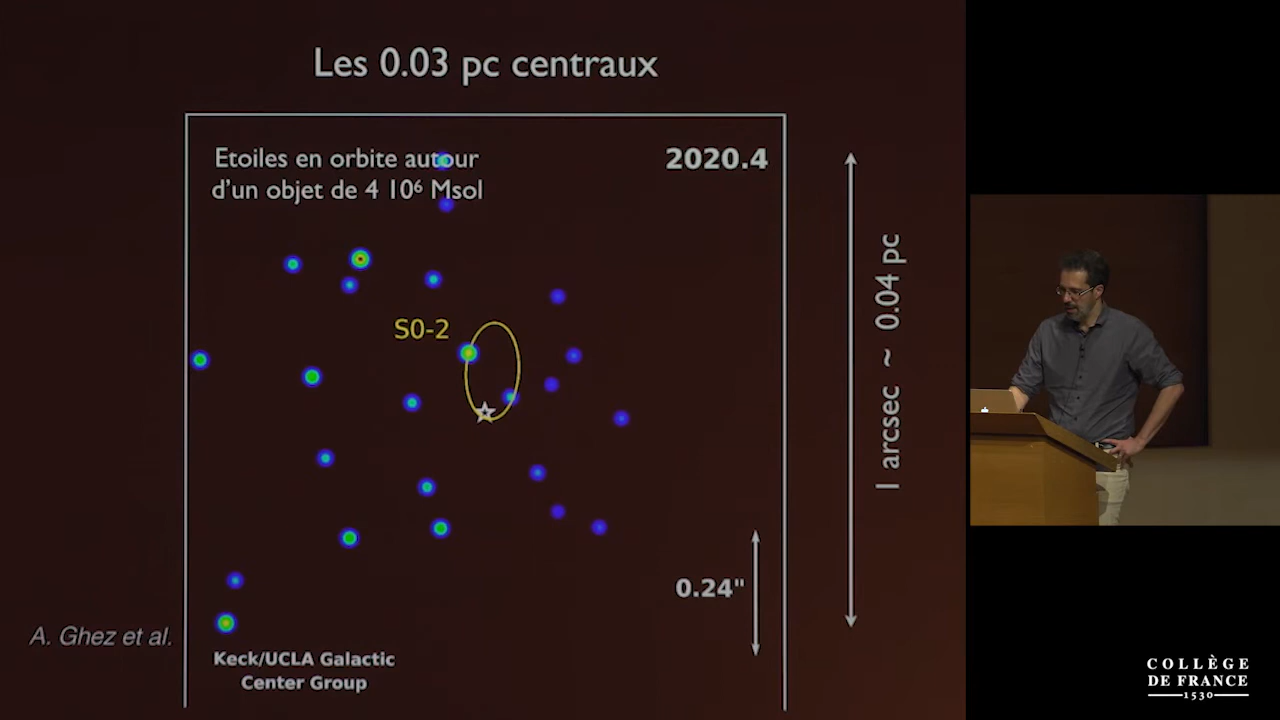 Les 0.03 pc centraux
Etoiles en orbite autour
d'un objet de 4 10⁶ Msol
2020.4
S0-2
1 arcsec ~ 0.04 pc
0.24"
A. Ghez et al.
Keck/UCLA Galactic
Center Group
COLLÈGE
DE FRANCE
1530